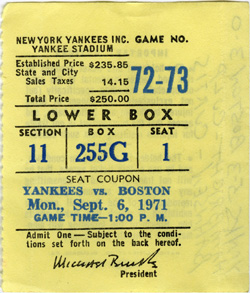 NEW YORK YANKEES INC. GAME NO.
YANKEE STADIUM
Established Price $235.85
State and City
Sales Taxes 14.15 72-73
Total Price $250.00
LOWER BOX
SECTION BOX SEAT
11 255G 1
SEAT COUPON
YANKEES vs. BOSTON
Mon., Sept. 6, 1971
GAME TIME—1:00 P. M.
Admit One—Subject to the condi-
tions set forth on the back hereof.
President